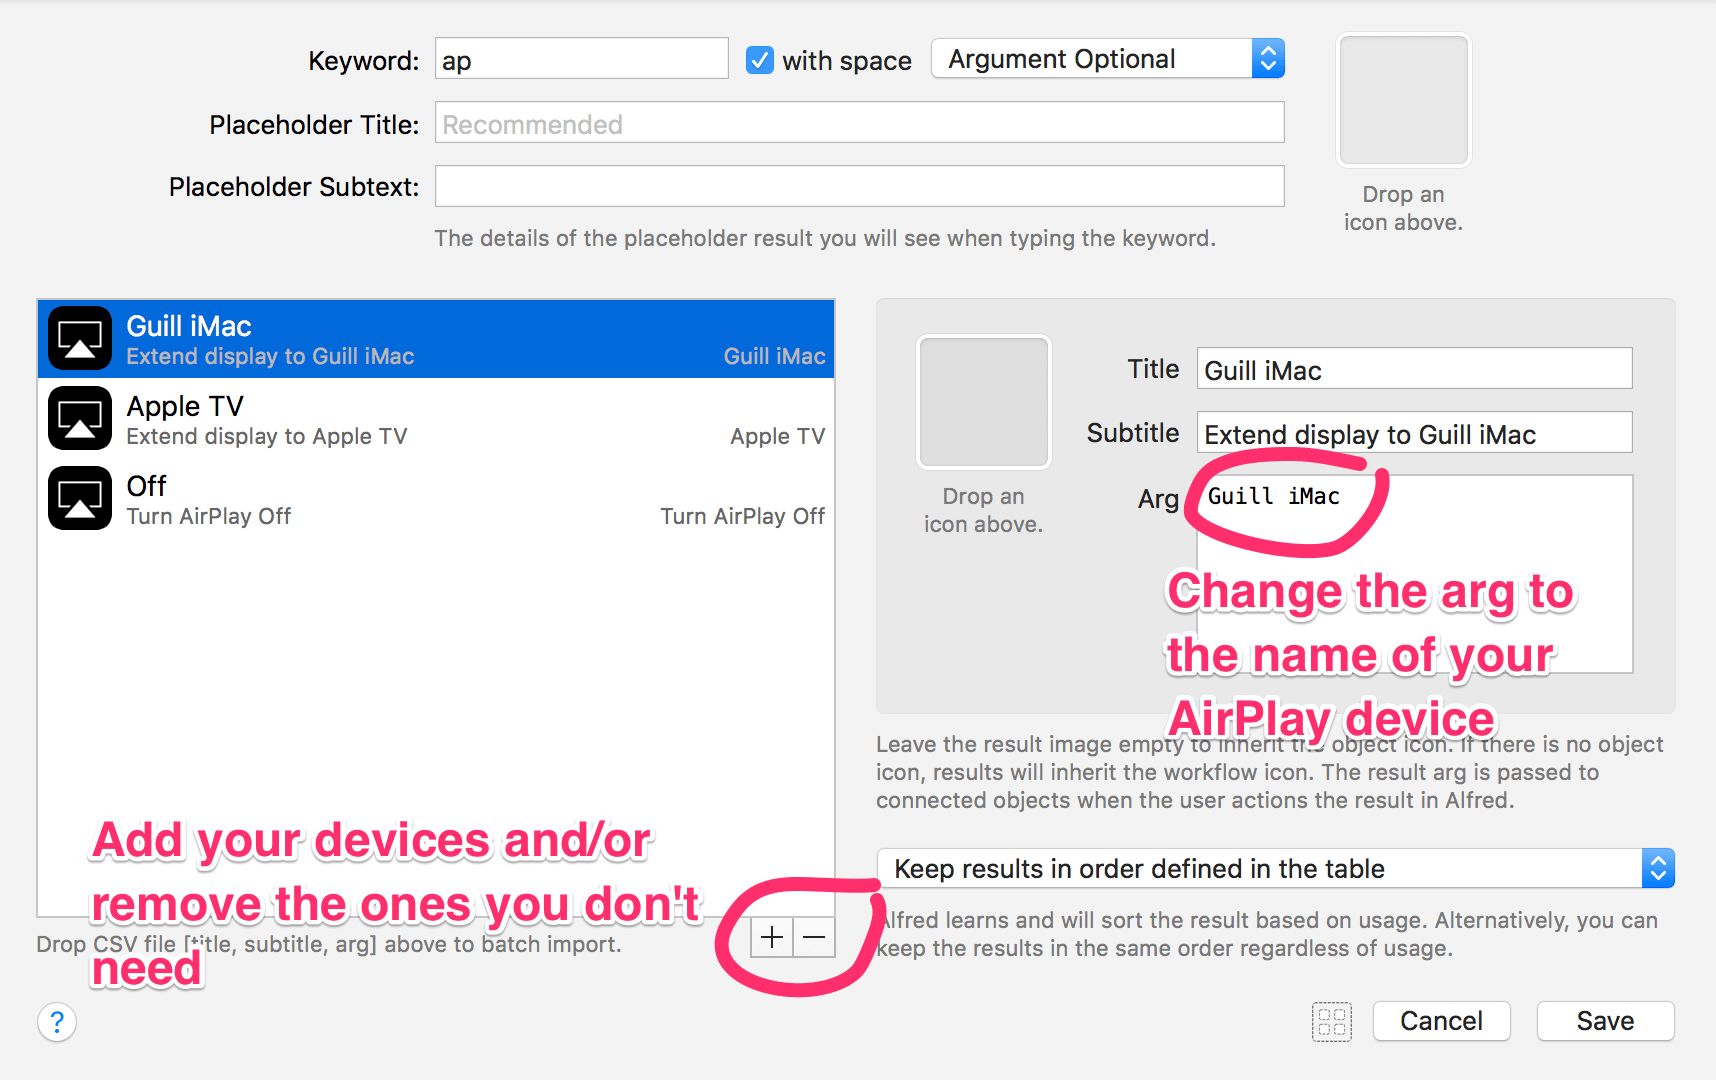 Keyword: ap with space Argument Optional
Placeholder Title: Recommended
Placeholder Subtext:
The details of the placeholder result you will see when typing the keyword.
Drop an
icon above.
Guill iMac
Extend display to Guill iMac Guill iMac
Apple TV
Extend display to Apple TV Apple TV
Off
Turn AirPlay Off Turn AirPlay Off
Add your devices and/or
remove the ones you don't
need
Drop CSV file [title, subtitle, arg] above to batch import.
+ −
?
Drop an
icon above.
Title Guill iMac
Subtitle Extend display to Guill iMac
Arg Guill iMac
Change the arg to
the name of your
AirPlay device
Leave the result image empty to inherit the object icon. If there is no object
icon, results will inherit the workflow icon. The result arg is passed to
connected objects when the user actions the result in Alfred.
Keep results in order defined in the table
Alfred learns and will sort the result based on usage. Alternatively, you can
keep the results in the same order regardless of usage.
Cancel Save